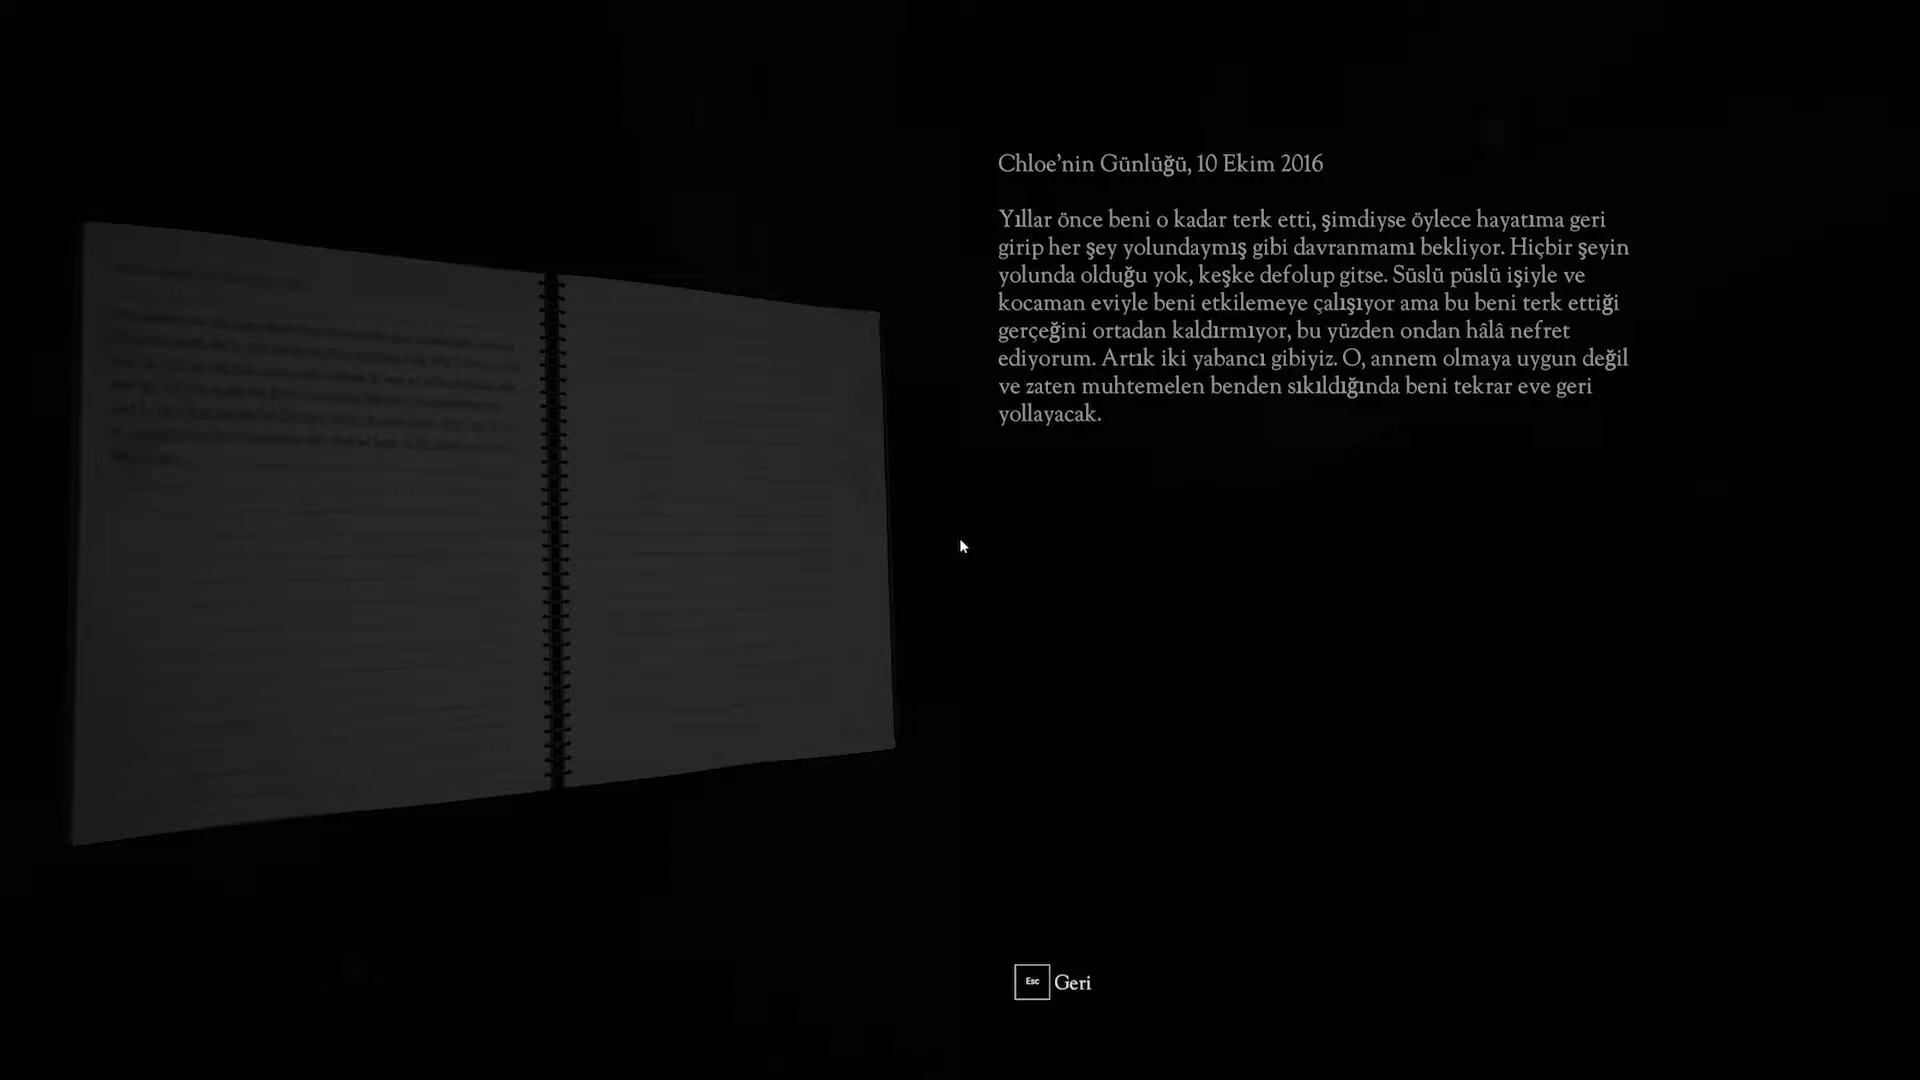 Chloe'nin Günlüğü, 10 Ekim 2016
Yıllar önce beni o kadar terk etti, şimdiyse öylece hayatıma geri
girip her şey yolundaymış gibi davranmamı bekliyor. Hiçbir şeyin
yolunda olduğu yok, keşke defolup gitse. Süslü püslü işiyle ve
kocaman eviyle beni etkilemeye çalışıyor ama bu beni terk ettiği
gerçeğini ortadan kaldırmıyor, bu yüzden ondan hâlâ nefret
ediyorum. Artık iki yabancı gibiyiz. O, annem olmaya uygun değil
ve zaten muhtemelen benden sıkıldığında beni tekrar eve geri
yollayacak.
Esc Geri